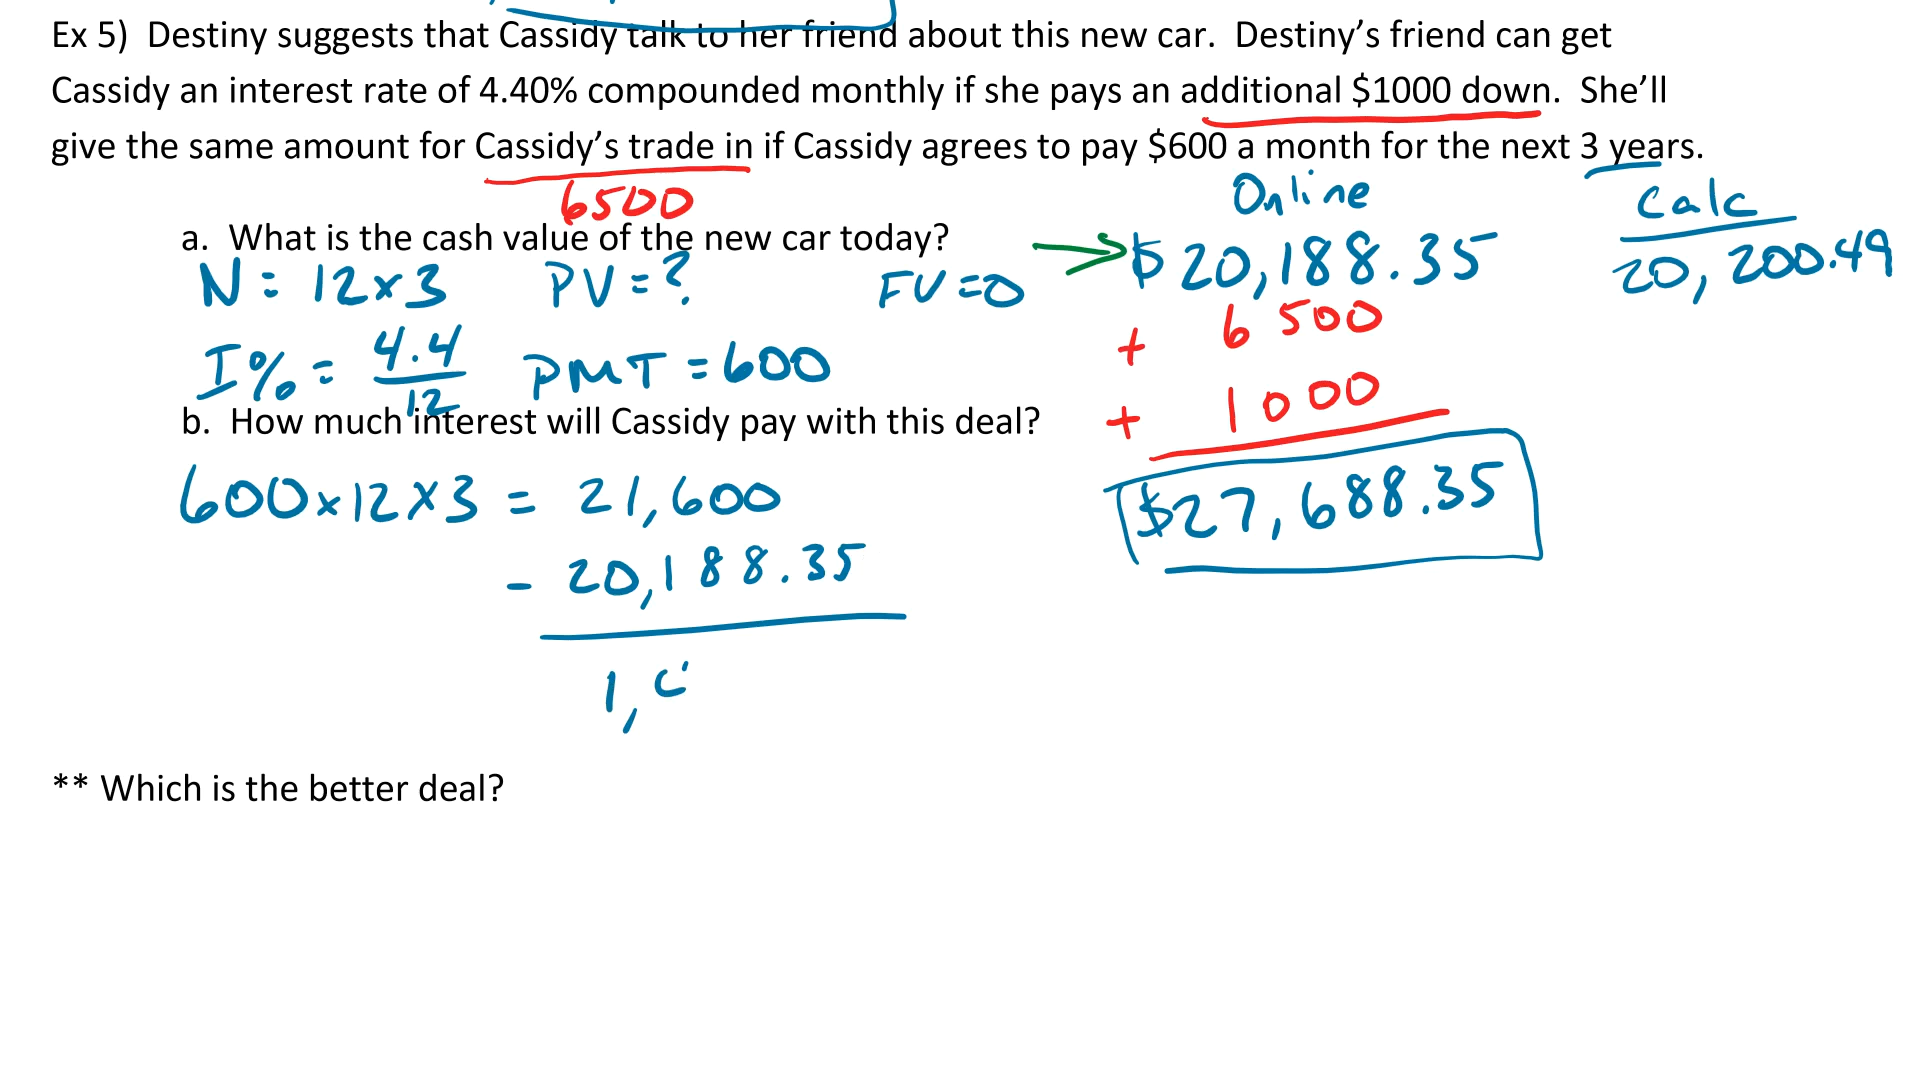 Ex 5) Destiny suggests that Cassidy talk to her friend about this new car. Destiny's friend can get
Cassidy an interest rate of 4.40% compounded monthly if she pays an additional $1000 down. She'll
give the same amount for Cassidy's trade in if Cassidy agrees to pay $600 a month for the next 3 years.
6500
Online
Calc
a. What is the cash value of the new car today?
$20,188.35
20,200.49
N = 12x3 PV = ? FV = 0
+ 6500
I% = 4.4/12 PMT = 600
+ 1000
b. How much interest will Cassidy pay with this deal?
$27,688.35
600x12x3 = 21,600
- 20,188.35
1,
** Which is the better deal?